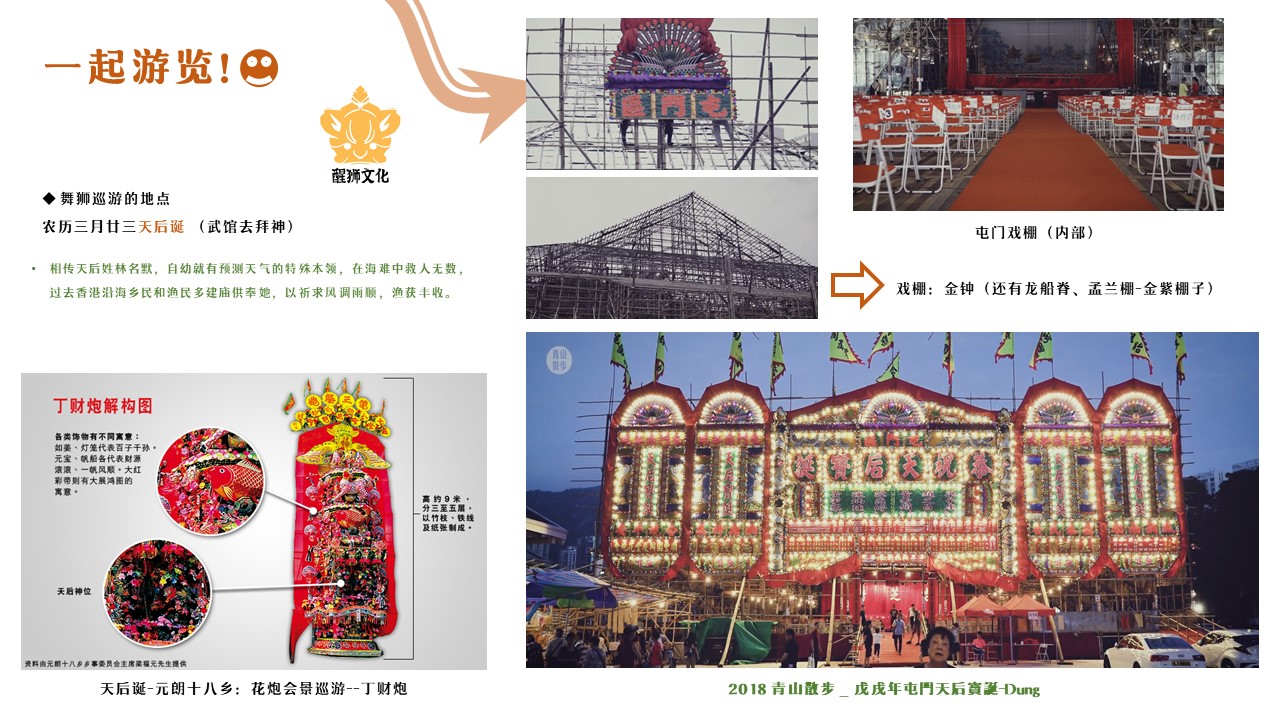 一起游览!
醒狮文化
◆ 舞狮巡游的地点
农历三月廿三天后诞 （武馆去拜神）
• 相传天后姓林名默，自幼就有预测天气的特殊本领，在海难中救人无数，
过去香港沿海乡民和渔民多建庙供奉她，以祈求风调雨顺，渔获丰收。
丁财炮解构图
各类饰物有不同寓意：
如姜、灯笼代表百子千孙。
元宝、帆船各代表财源
滚滚、一帆风顺。大红
彩带则有大展鸿图的
寓意。
天后神位
高约9米，
分三至五层，
以竹枝、铁线
及纸张制成。
资料由元朗十八乡乡事委员会主席梁福元先生提供
天后诞-元朗十八乡：花炮会景巡游--丁财炮
區門屯
屯门戏棚（内部）
戏棚：金钟（还有龙船脊、孟兰棚-金紫棚子）
青山
散步
誕寶后天祝恭
2018 青山散步 _ 戊戌年屯門天后寶誕-Dung